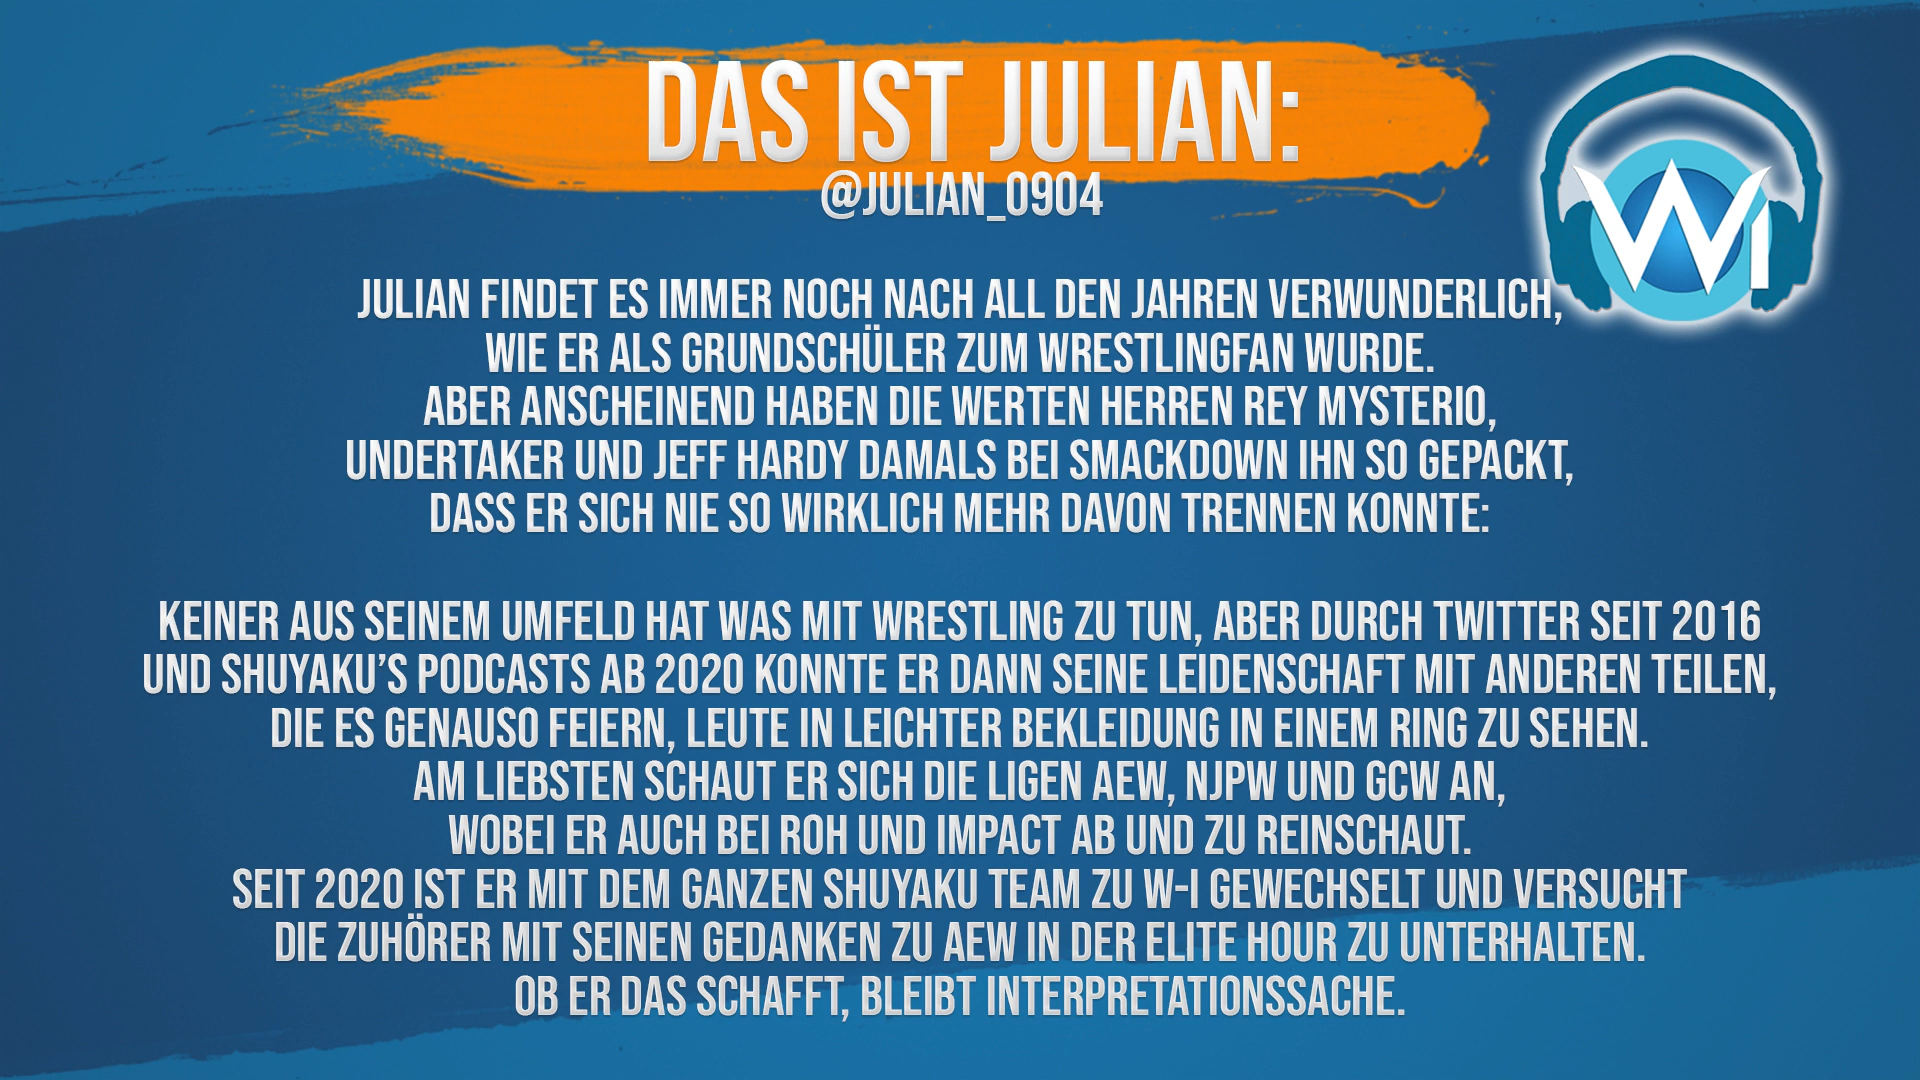 DAS IST JULIAN:
@JULIAN_0904
WI
JULIAN FINDET ES IMMER NOCH NACH ALL DEN JAHREN VERWUNDERLICH,
WIE ER ALS GRUNDSCHÜLER ZUM WRESTLINGFAN WURDE.
ABER ANSCHEINEND HABEN DIE WERTEN HERREN REY MYSTERIO,
UNDERTAKER UND JEFF HARDY DAMALS BEI SMACKDOWN IHN SO GEPACKT,
DASS ER SICH NIE SO WIRKLICH MEHR DAVON TRENNEN KONNTE:
KEINER AUS SEINEM UMFELD HAT WAS MIT WRESTLING ZU TUN, ABER DURCH TWITTER SEIT 2016
UND SHUYAKU'S PODCASTS AB 2020 KONNTE ER DANN SEINE LEIDENSCHAFT MIT ANDEREN TEILEN,
DIE ES GENAUSO FEIERN, LEUTE IN LEICHTER BEKLEIDUNG IN EINEM RING ZU SEHEN.
AM LIEBSTEN SCHAUT ER SICH DIE LIGEN AEW, NJPW UND GCW AN,
WOBEI ER AUCH BEI ROH UND IMPACT AB UND ZU REINSCHAUT.
SEIT 2020 IST ER MIT DEM GANZEN SHUYAKU TEAM ZU W-I GEWECHSELT UND VERSUCHT
DIE ZUHÖRER MIT SEINEN GEDANKEN ZU AEW IN DER ELITE HOUR ZU UNTERHALTEN.
OB ER DAS SCHAFFT, BLEIBT INTERPRETATIONSSACHE.